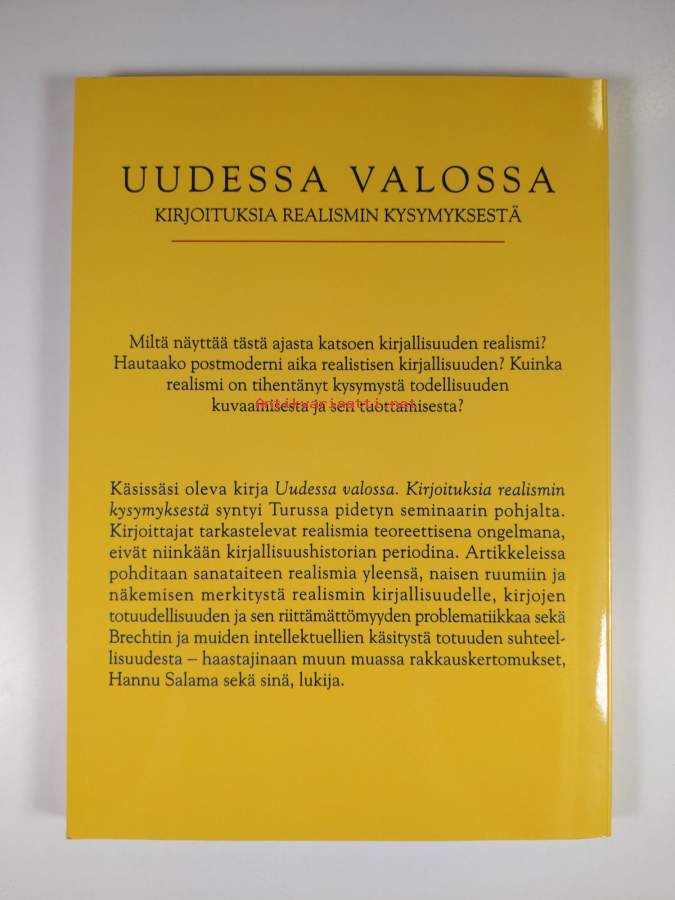 UUDESSA VALOSSA
KIRJOITUKSIA REALISMIN KYSYMYKSESTÄ
Miltä näyttää tästä ajasta katsoen kirjallisuuden realismi?
Hautaako postmoderni aika realistisen kirjallisuuden? Kuinka
realismi on tihentänyt kysymystä todellisuuden
kuvaamisesta ja sen tuottamisesta?
Antikvariaatti.net
Käsissäsi oleva kirja Uudessa valossa. Kirjoituksia realismin
kysymyksestä syntyi Turussa pidetyn seminaarin pohjalta.
Kirjoittajat tarkastelevat realismia teoreettisena ongelmana,
eivät niinkään kirjallisuushistorian periodina. Artikkeleissa
pohditaan sanataiteen realismia yleensä, naisen ruumiin ja
näkemisen merkitystä realismin kirjallisuudelle, kirjojen
totuudellisuuden ja sen riittämättömyyden problematiikkaa sekä
Brechtin ja muiden intellektuellien käsitystä totuuden suhteel-
lisuudesta – haastajinaan muun muassa rakkauskertomukset,
Hannu Salama sekä sinä, lukija.